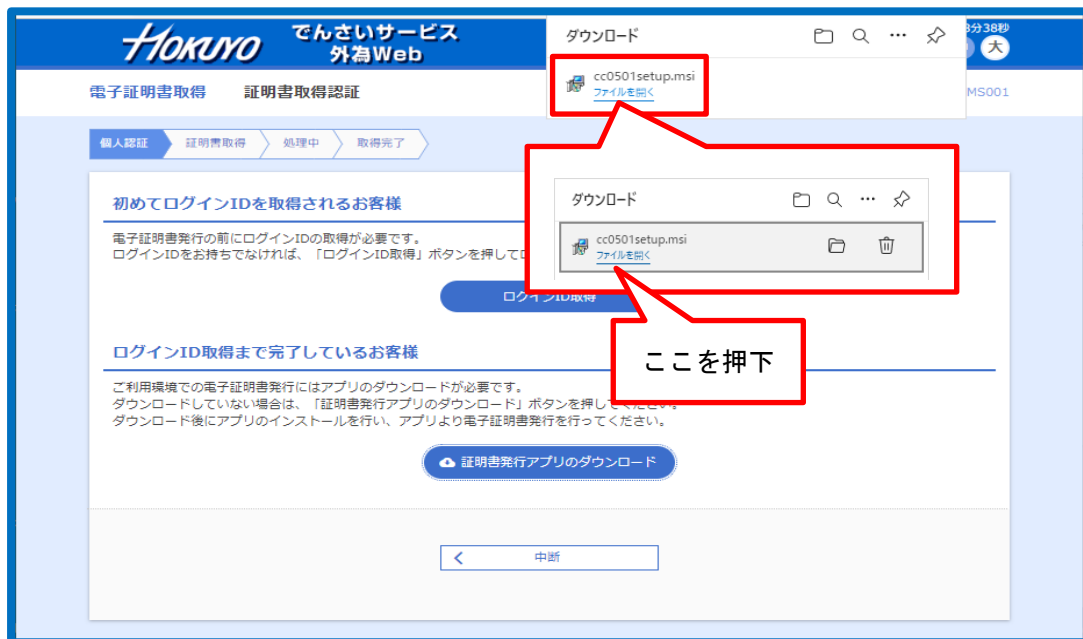 HOKUYO
でんさいサービス
外為Web
3分38秒
大
電子証明書取得 証明書取得認証
MS001
ダウンロード
cc0501setup.msi
ファイルを開く
個人認証 証明書取得 処理中 取得完了
ダウンロード
cc0501setup.msi
ファイルを開く
初めてログインIDを取得されるお客様
電子証明書発行の前にログインIDの取得が必要です。
ログインIDをお持ちでなければ、「ログインID取得」ボタンを押して
ログインID取得
ここを押下
ログインID取得まで完了しているお客様
ご利用環境での電子証明書発行にはアプリのダウンロードが必要です。
ダウンロードしていない場合は、「証明書発行アプリのダウンロード」ボタンを押してください。
ダウンロード後にアプリのインストールを行い、アプリより電子証明書発行を行ってください。
証明書発行アプリのダウンロード
中断